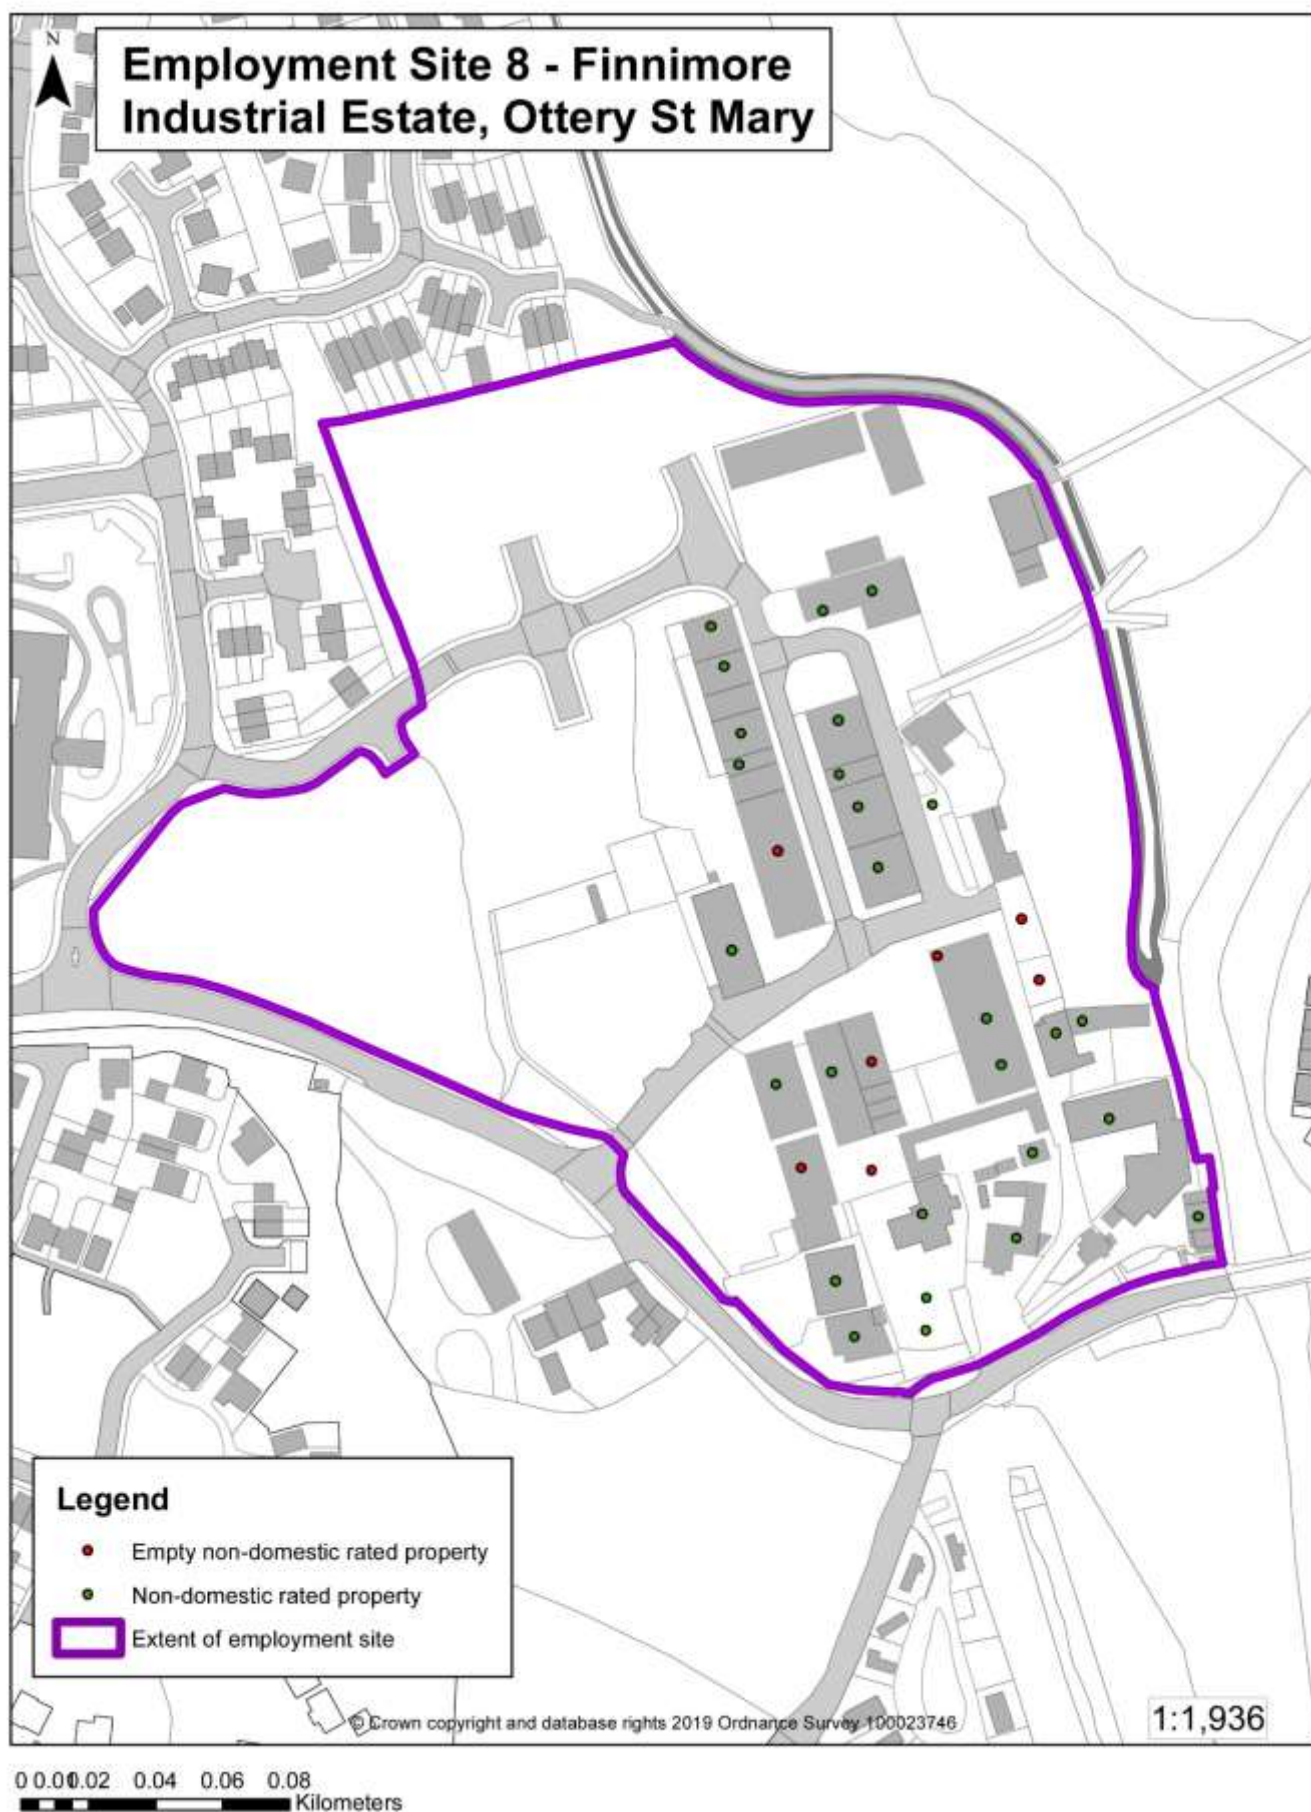 N
Employment Site 8 - Finnimore
Industrial Estate, Ottery St Mary
Legend
Empty non-domestic rated property
Non-domestic rated property
Extent of employment site
© Crown copyright and database rights 2019 Ordnance Survey 100023746
1:1,936
0 0.01 0.02 0.04 0.06 0.08
Kilometers